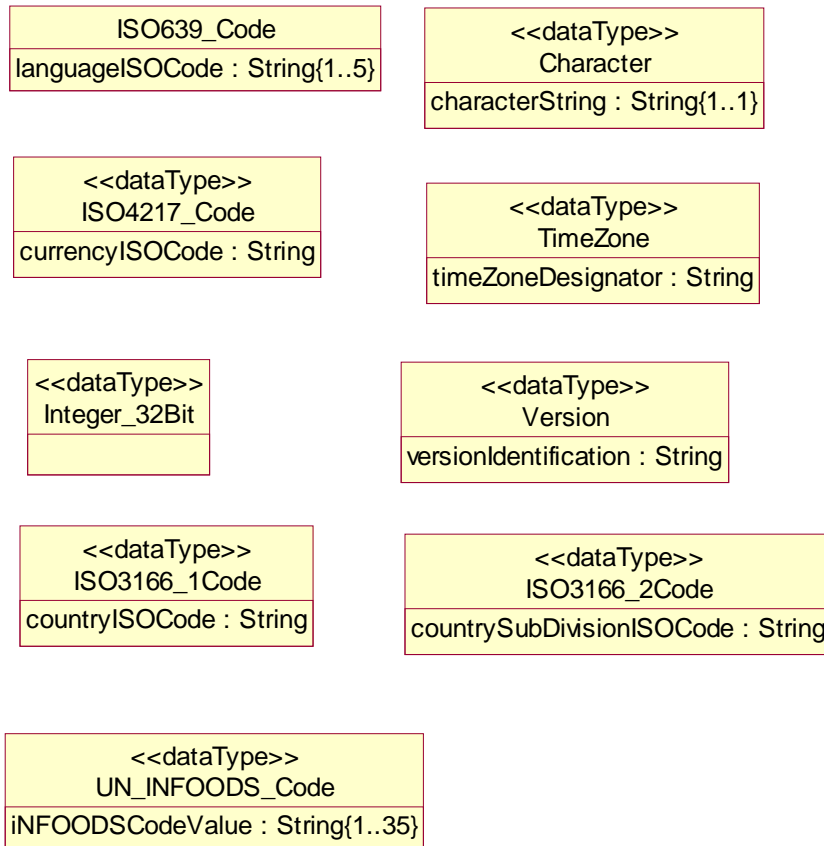 ISO639_Code
languageISOCode : String{1..5}
<<dataType>>
Character
characterString : String{1..1}
<<dataType>>
ISO4217_Code
currencyISOCode : String
<<dataType>>
TimeZone
timeZoneDesignator : String
<<dataType>>
Integer_32Bit
<<dataType>>
Version
versionIdentification : String
<<dataType>>
ISO3166_1Code
countryISOCode : String
<<dataType>>
ISO3166_2Code
countrySubDivisionISOCode : String
<<dataType>>
UN_INFOODS_Code
iNFOODSCodeValue : String{1..35}